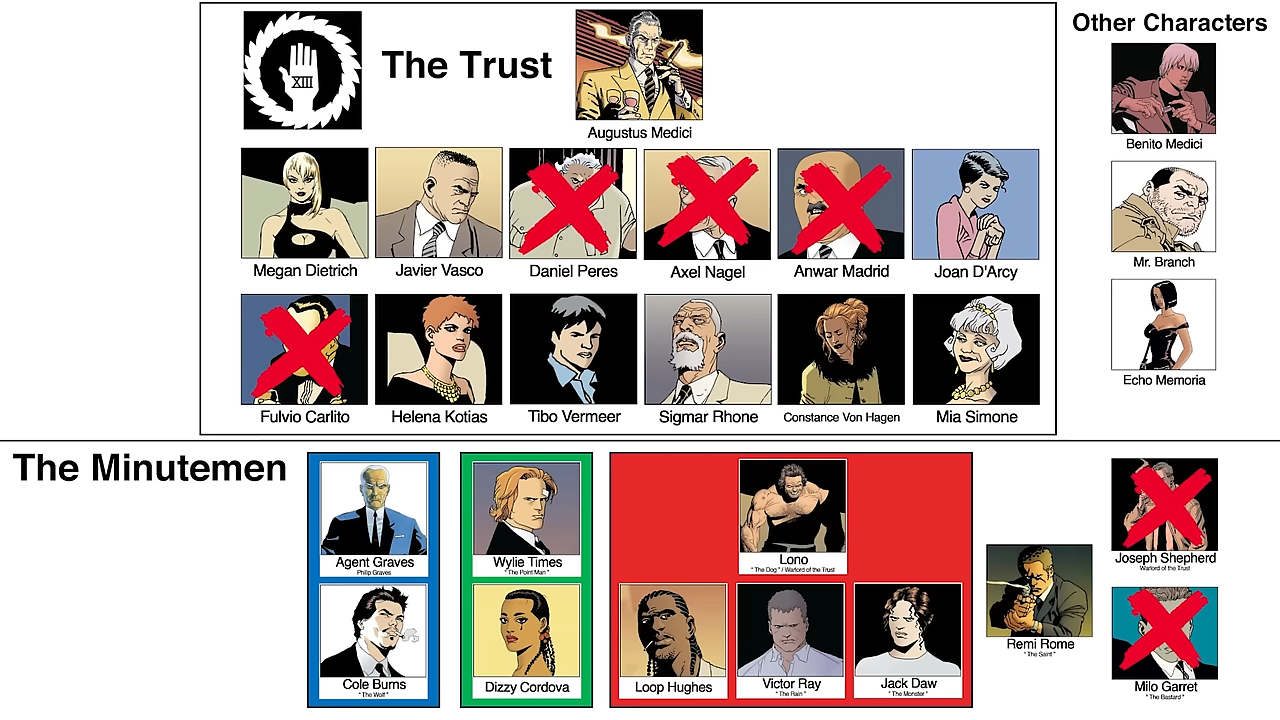 The Trust
XIII
Augustus Medici
Megan Dietrich
Javier Vasco
Daniel Peres
Axel Nagel
Anwar Madrid
Joan D'Arcy
Fulvio Carlito
Helena Kotias
Tibo Vermeer
Sigmar Rhone
Constance Von Hagen
Mia Simone
Other Characters
Benito Medici
Mr. Branch
Echo Memoria
The Minutemen
Agent Graves
Philip Graves
Cole Burns
"The Wolf"
Wylie Times
"The Point Man"
Dizzy Cordova
Lono
"The Dog" / Warlord of the Trust
Loop Hughes
Victor Ray
"The Rain"
Jack Daw
"The Monster"
Remi Rome
"The Saint"
Joseph Shepherd
Warlord of the Trust
Milo Garret
"The Bastard"